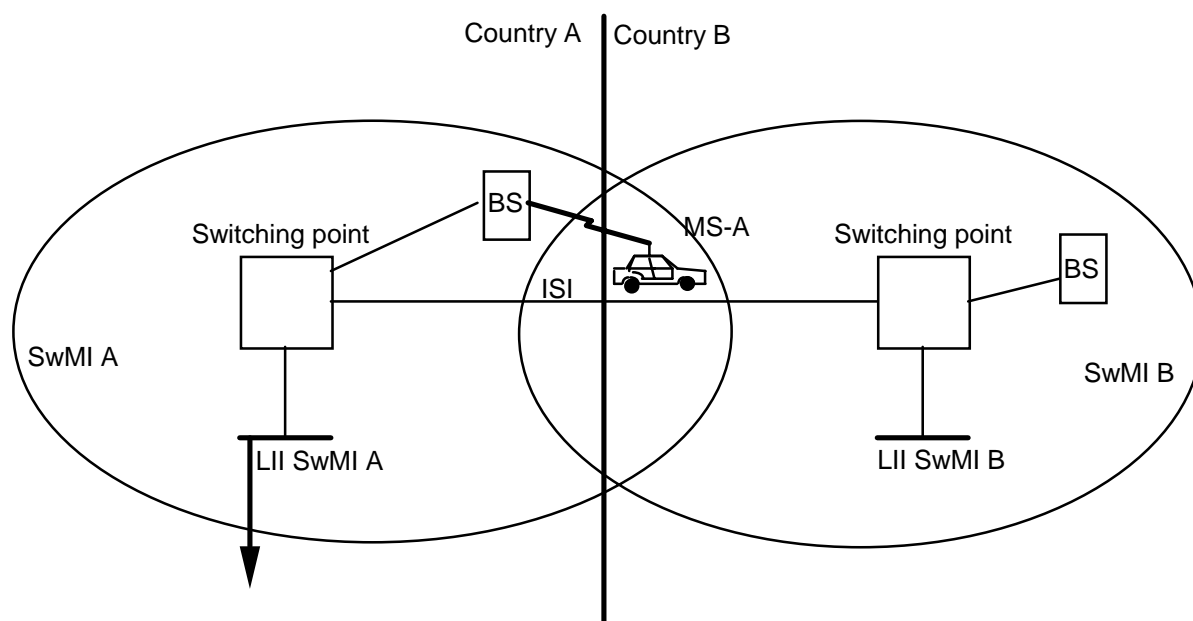 Country A
Country B
BS
MS-A
Switching point
Switching point
BS
ISI
SwMI A
SwMI B
LII SwMI A
LII SwMI B